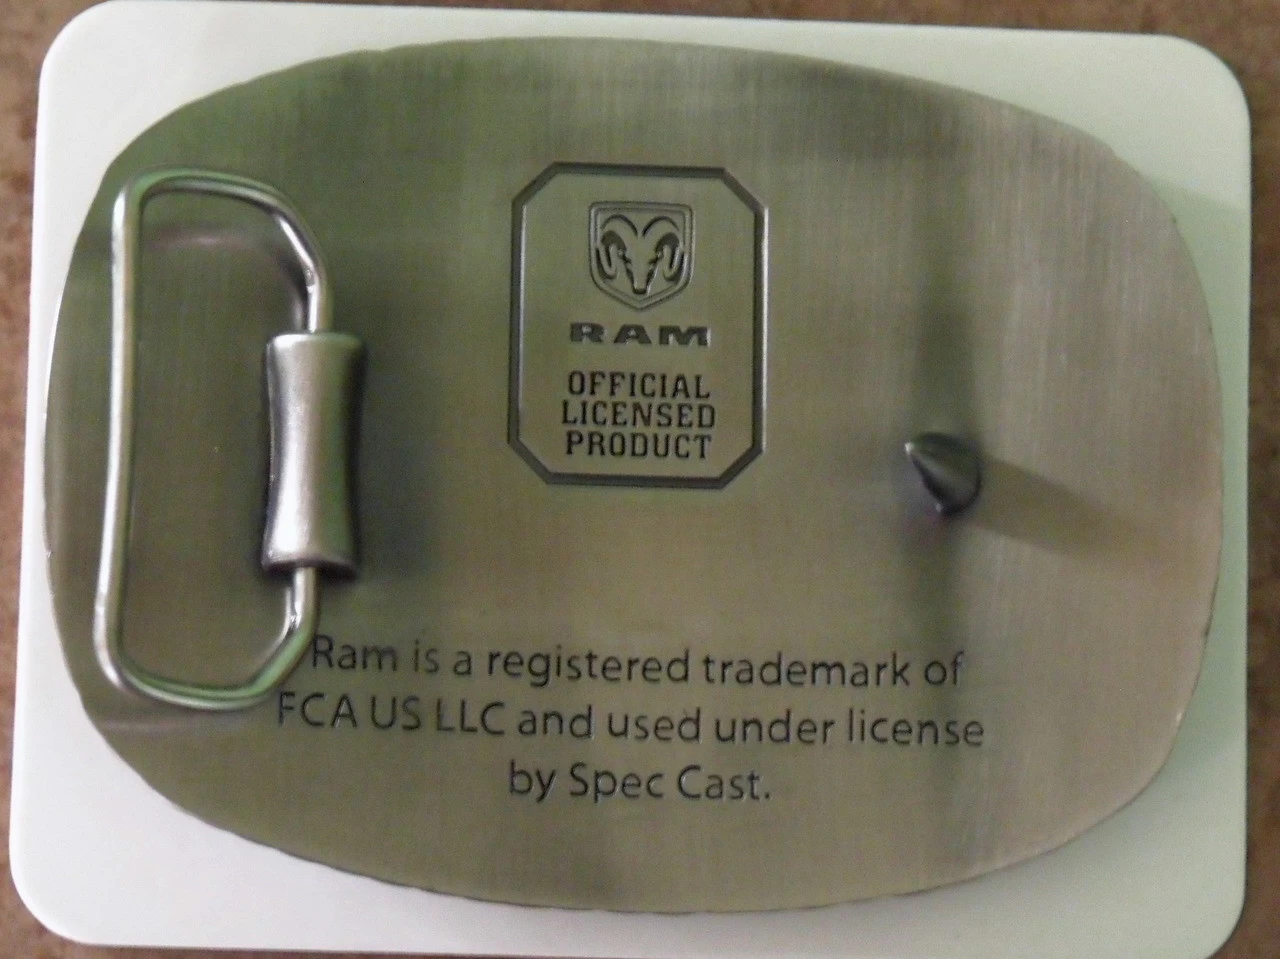 RAM
OFFICIAL
LICENSED
PRODUCT
Ram is a registered trademark of
FCA US LLC and used under license
by Spec Cast.